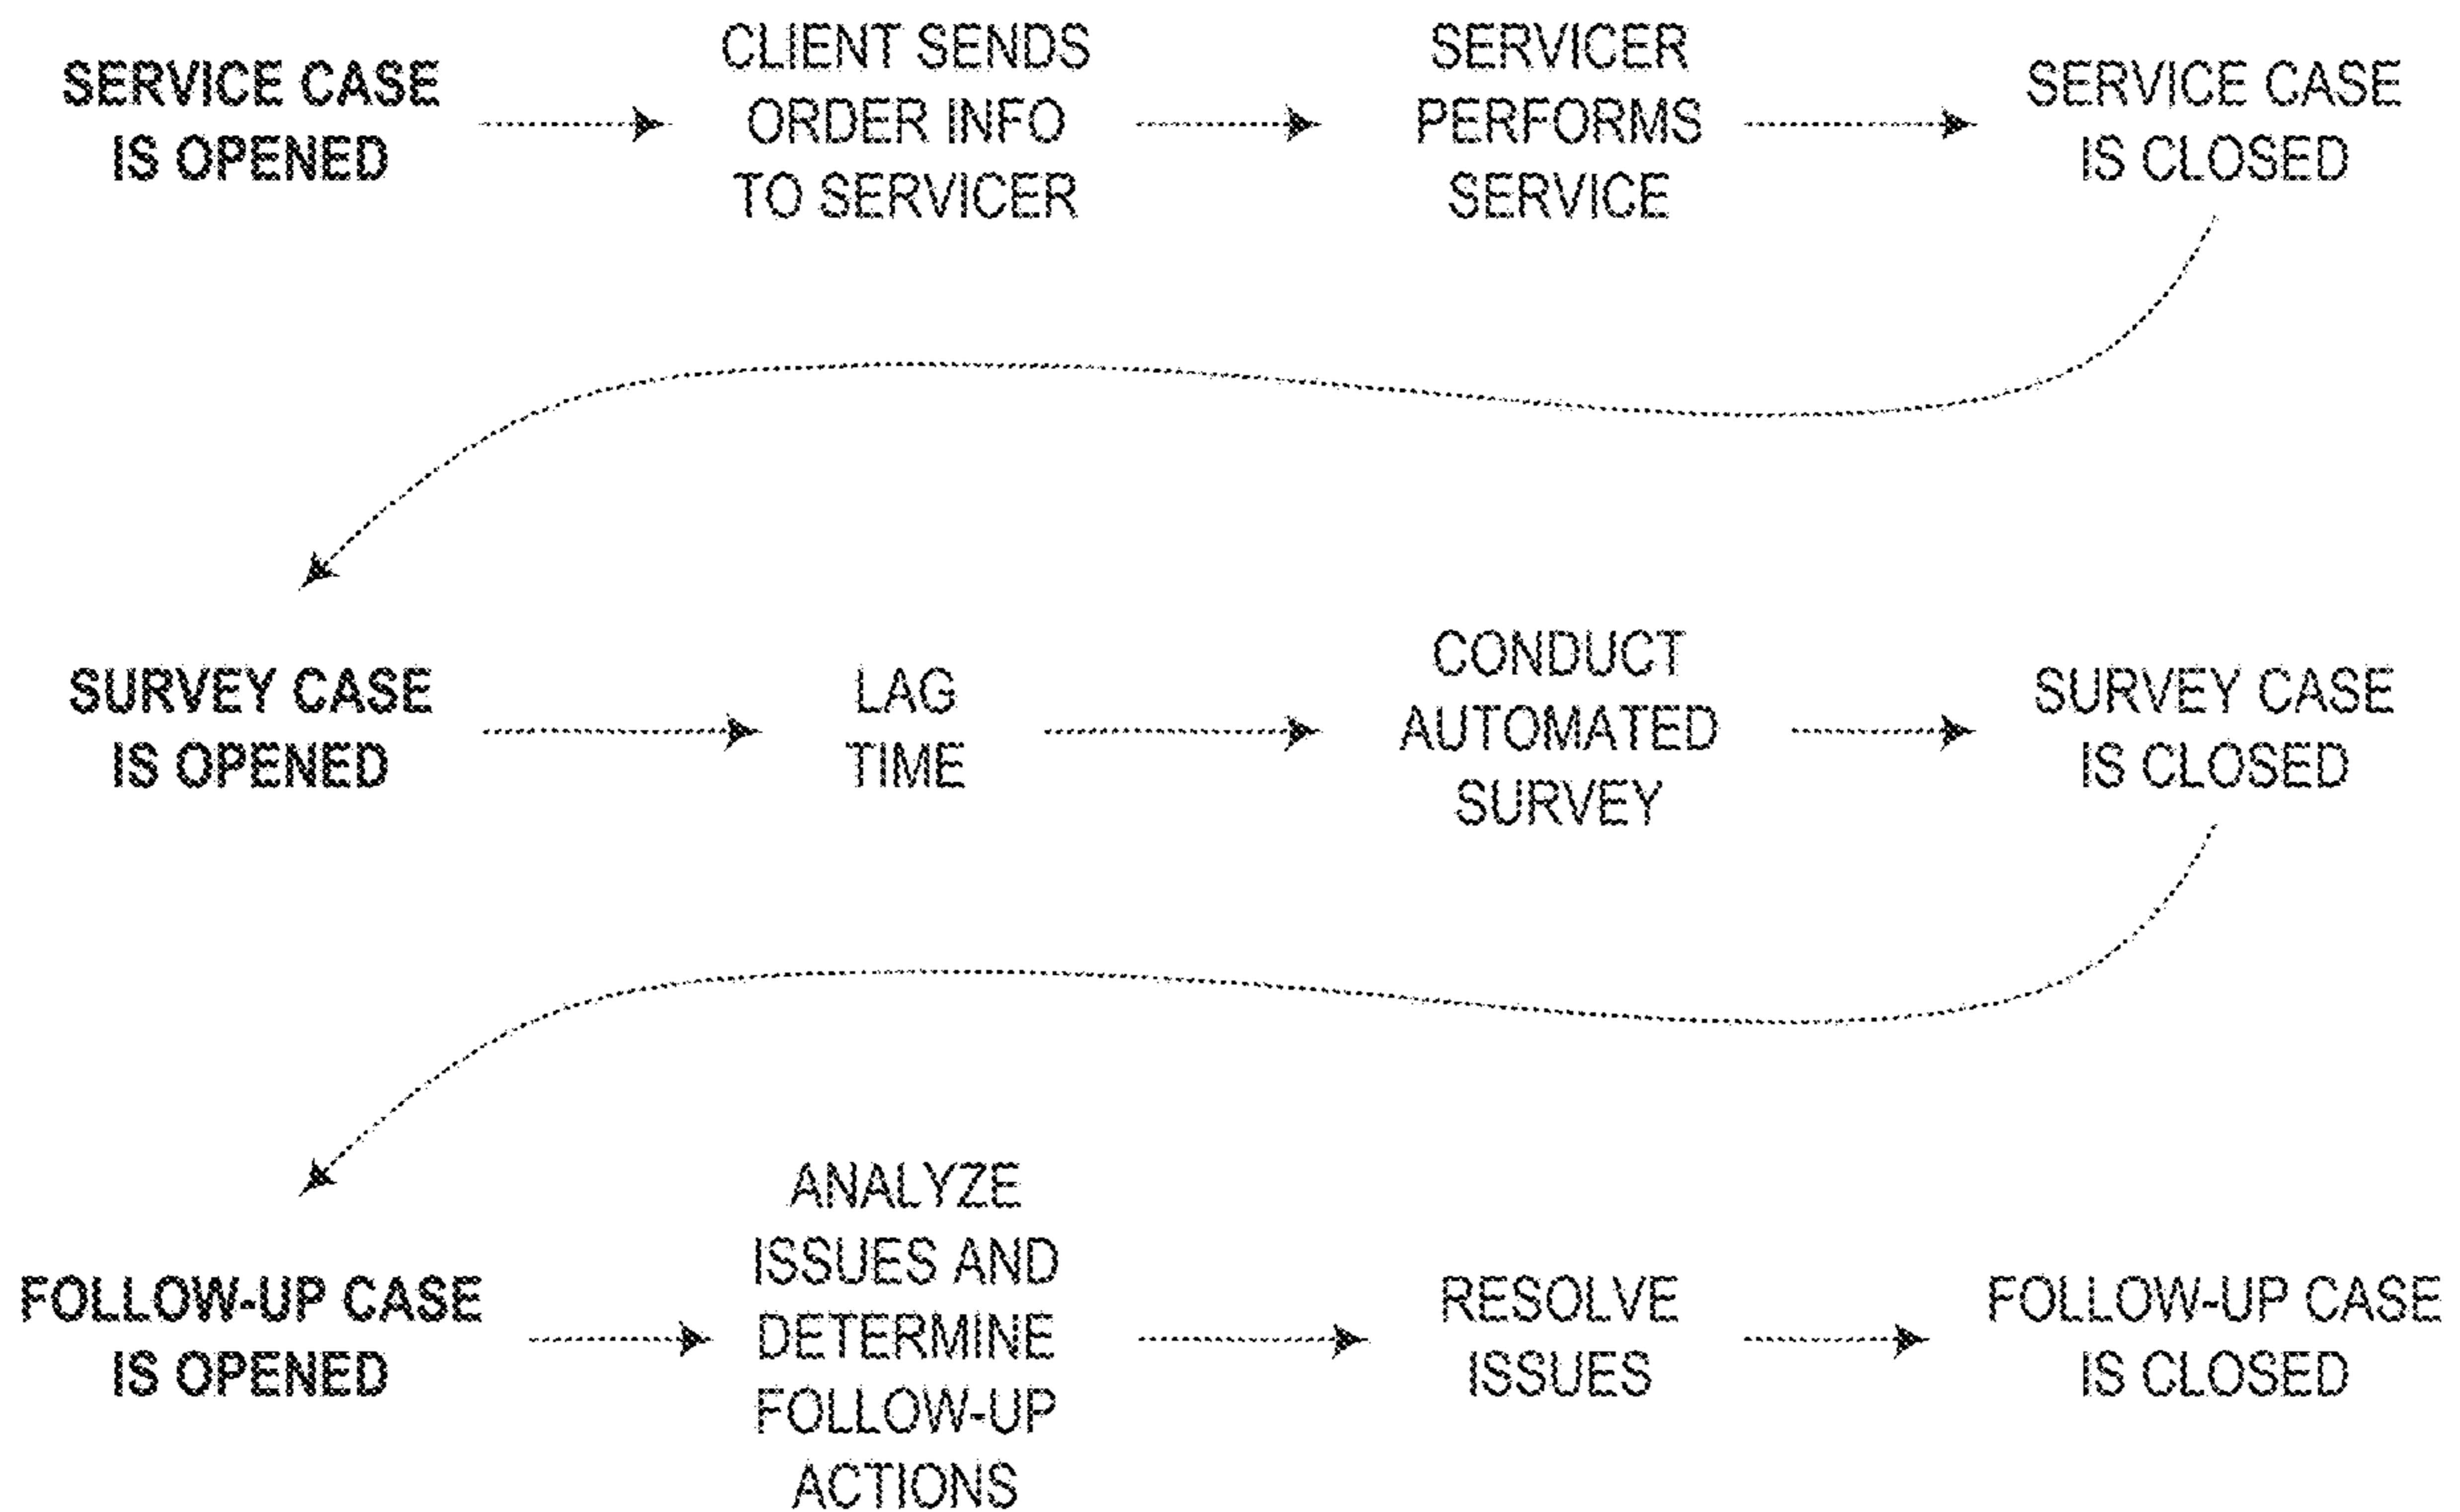 SERVICE CASE
IS OPENED
CLIENT SENDS
ORDER INFO
TO SERVICER
SERVICER
PERFORMS
SERVICE
SERVICE CASE
IS CLOSED
SURVEY CASE
IS OPENED
LAG
TIME
CONDUCT
AUTOMATED
SURVEY
SURVEY CASE
IS CLOSED
FOLLOW-UP CASE
IS OPENED
ANALYZE
ISSUES AND
DETERMINE
FOLLOW-UP
ACTIONS
RESOLVE
ISSUES
FOLLOW-UP CASE
IS CLOSED